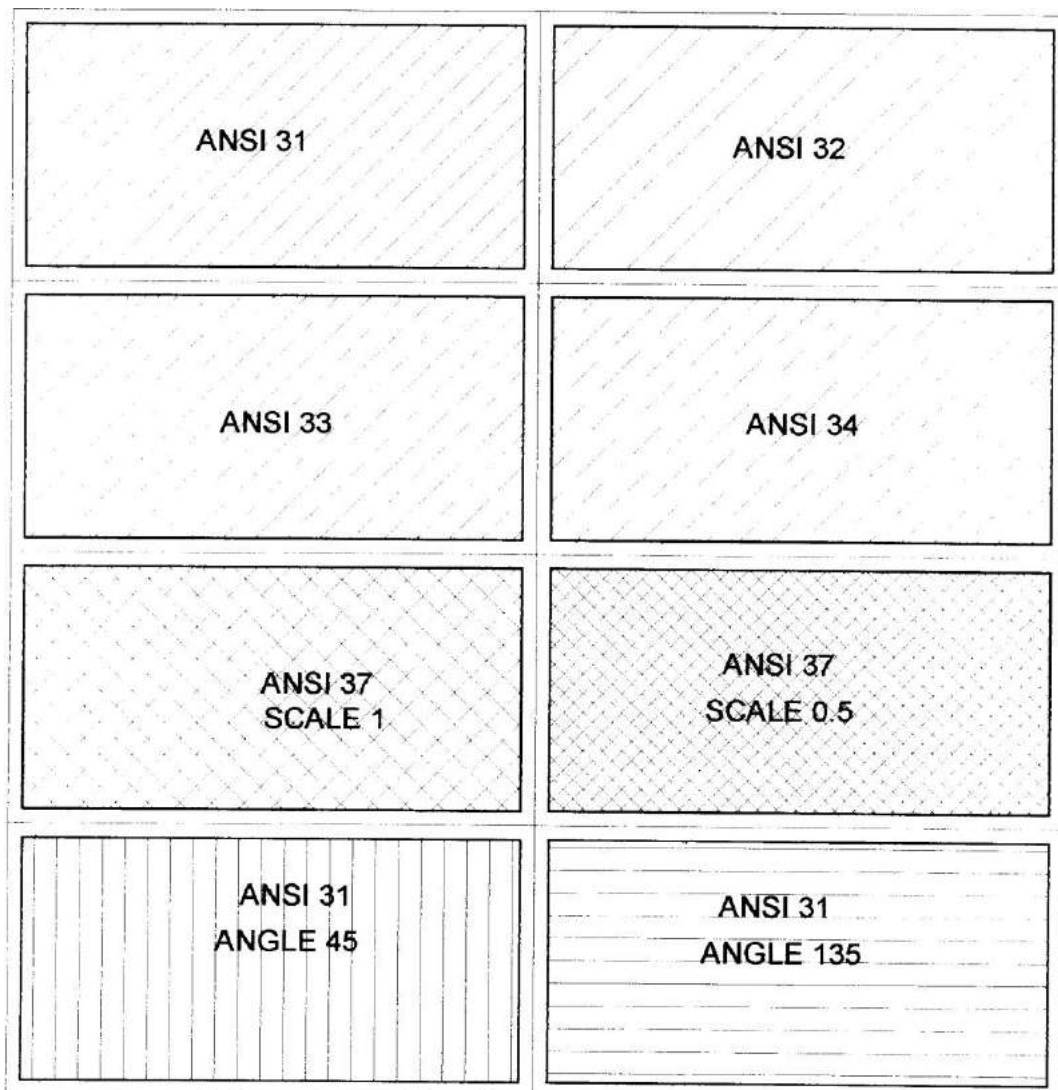 ANSI 31
ANSI 32
ANSI 33
ANSI 34
ANSI 37
SCALE 1
ANSI 37
SCALE 0.5
ANSI 31
ANGLE 45
ANSI 31
ANGLE 135